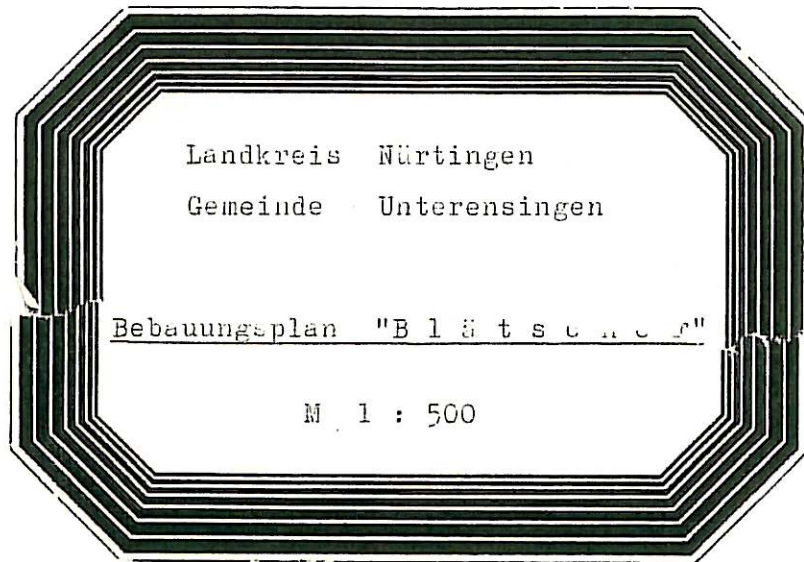 Landkreis Nürtingen
Gemeinde Unterensingen
Bebauungsplan "B l ä t s c h e r"
M 1 : 500